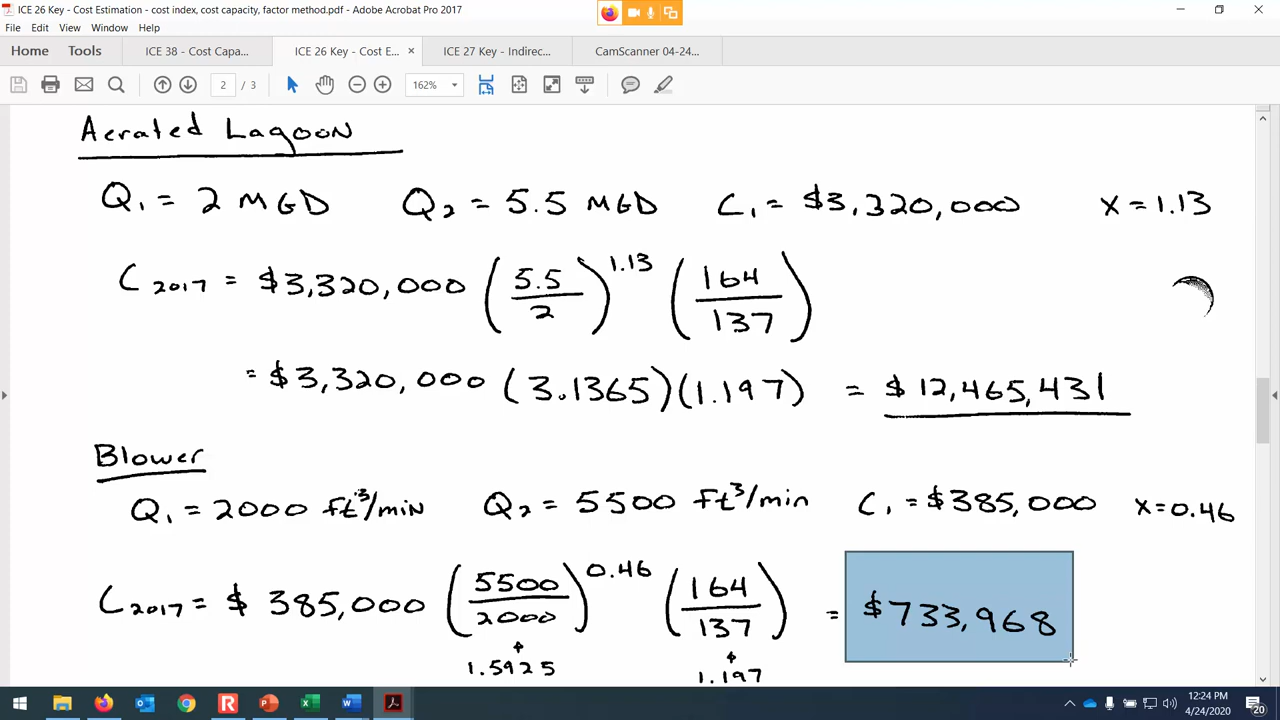 ICE 26 Key - Cost Estimation - cost index, cost capacity, factor method.pdf - Adobe Acrobat Pro 2017
File Edit View Window Help
Home Tools ICE 38 - Cost Capa... ICE 26 Key - Cost E... × ICE 27 Key - Indirec... CamScanner 04-24...
2 / 3 162%
Aerated Lagoon
Q₁ = 2 MGD Q₂ = 5.5 MGD C₁ = $3,320,000 x = 1.13
C₂₀₁₇ = $3,320,000 (5.5/2)^1.13 (164/137)
= $3,320,000 (3.1365)(1.197) = $12,465,431
Blower
Q₁ = 2000 ft³/min Q₂ = 5500 ft³/min C₁ = $385,000 x=0.46
C₂₀₁₇ = $385,000 (5500/2000)^0.46 (164/137) = $733,968
1.5925 1.197
12:24 PM
4/24/2020
20